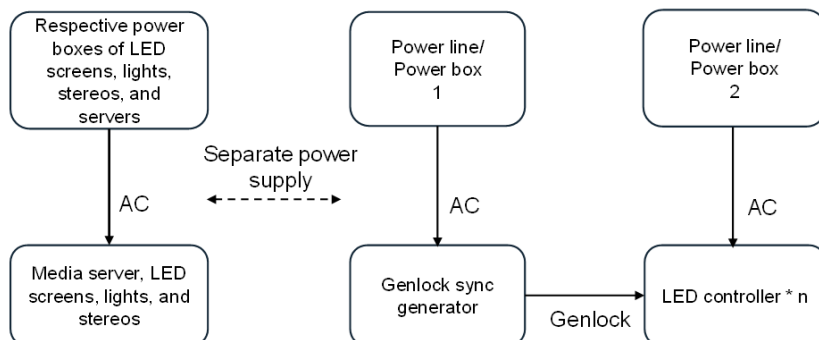 Respective power
boxes of LED
screens, lights,
stereos, and
servers
Power line/
Power box
1
Power line/
Power box
2
Separate power
supply
AC
AC
AC
Media server, LED
screens, lights, and
stereos
Genlock sync
generator
Genlock
LED controller * n